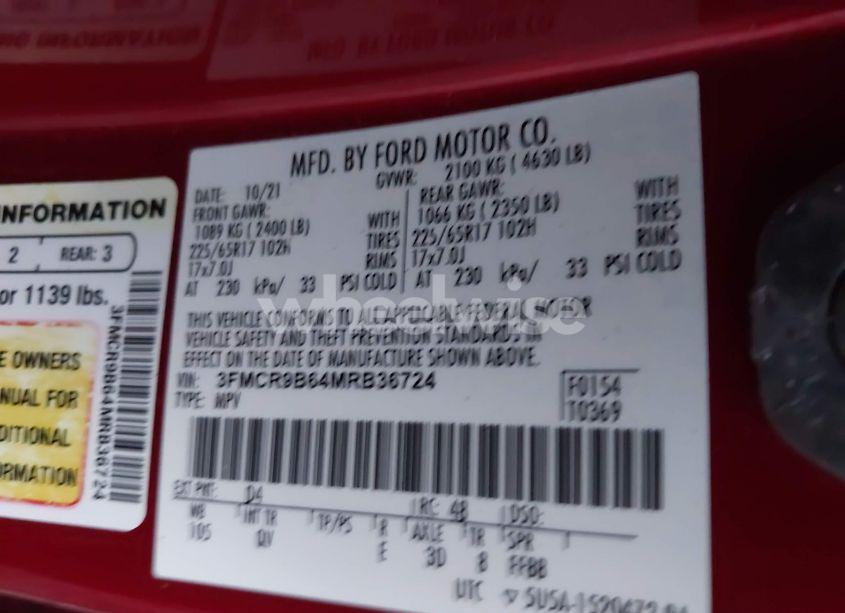 MFD. BY FORD MOTOR CO.
DATE: 10/21
GVWR: 2100 KG ( 4630 LB)
FRONT GAWR:
1089 KG ( 2400 LB)
WITH
225/65R17 102H
TIRES
17x7.0J
RIMS
AT 230 kPa/ 33 PSI COLD
REAR GAWR:
1066 KG ( 2350 LB)
WITH
225/65R17 102H
TIRES
17x7.0J
RIMS
AT 230 kPa/ 33 PSI COLD
THIS VEHICLE CONFORMS TO ALL APPLICABLE FEDERAL MOTOR
VEHICLE SAFETY AND THEFT PREVENTION STANDARDS IN
EFFECT ON THE DATE OF MANUFACTURE SHOWN ABOVE.
VIN: 3FMCR9B64MRB36724
TYPE: MPV
F0154
T0369
EXT PNT: D4
RC: 48
DSO:
WB
INT TR
TP/PS
R
AXLE
TR
SPR
105
QV
E
3D
8
FFBB
UTC
INFORMATION
2
REAR: 3
or 1139 lbs.
E OWNERS
NUAL FOR
DITIONAL
ORMATION
3FMCR9B64MRB36724
wheelwise